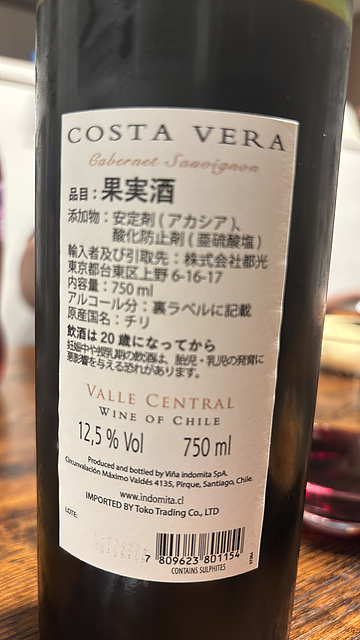 COSTA VERA
Cabernet Sauvignon
品目：果実酒
添加物：安定剤（アカシア）、
酸化防止剤（亜硫酸塩）
輸入者及び引取先：株式会社都光
東京都台東区上野 6-16-17
内容量：750 ml
アルコール分：裏ラベルに記載
原産国名：チリ
飲酒は 20 歳になってから
妊娠中や授乳期の飲酒は、胎児・乳児の発育に
悪影響を与える恐れがあります。
VALLE CENTRAL
WINE OF CHILE
12,5 % Vol 750 ml
Produced and bottled by Viña indomita SpA,
Circunvalación Máximo Valdés 4135, Pirque, Santiago, Chile.
www.indomita.cl
IMPORTED BY Toko Trading Co., LTD
LOTE:
7 809623 801154
CONTAINS SULPHITES